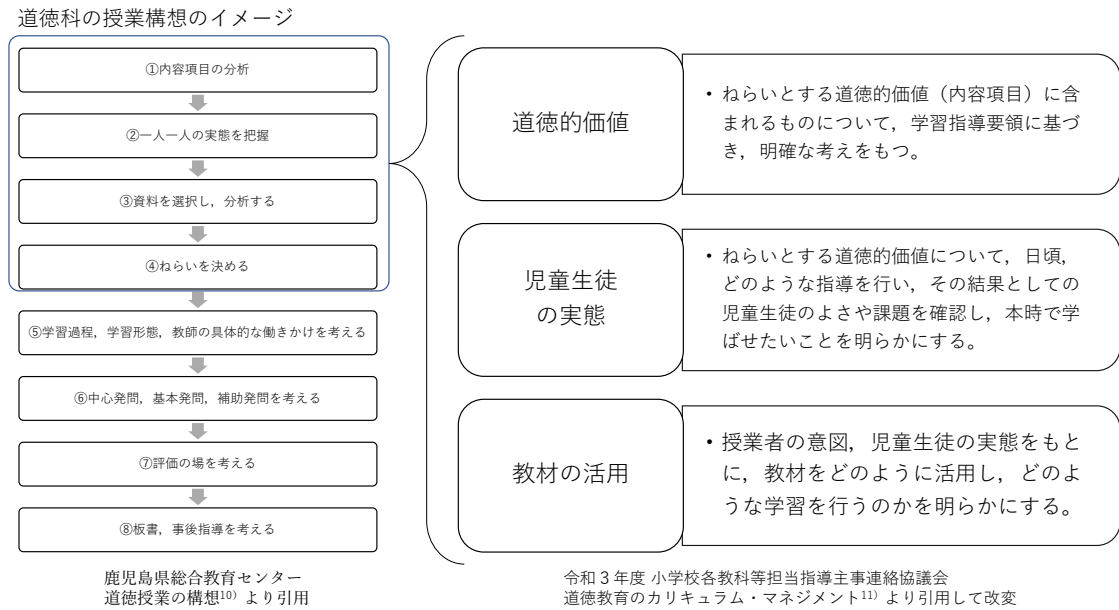 道徳科の授業構想のイメージ
①内容項目の分析
②一人一人の実態を把握
③資料を選択し，分析する
④ねらいを決める
⑤学習過程，学習形態，教師の具体的な働きかけを考える
⑥中心発問，基本発問，補助発問を考える
⑦評価の場を考える
⑧板書，事後指導を考える
鹿児島県総合教育センター
道徳授業の構想10）より引用
道徳的価値
・ねらいとする道徳的価値（内容項目）に含
まれるものについて，学習指導要領に基づ
き，明確な考えをもつ。
児童生徒
の実態
・ねらいとする道徳的価値について，日頃，
どのような指導を行い，その結果としての
児童生徒のよさや課題を確認し，本時で学
ばせたいことを明らかにする。
教材の活用
・授業者の意図，児童生徒の実態をもと
に，教材をどのように活用し，どのよ
うな学習を行うのかを明らかにする。
令和３年度 小学校各教科等担当指導主事連絡協議会
道徳教育のカリキュラム・マネジメント11）より引用して改変